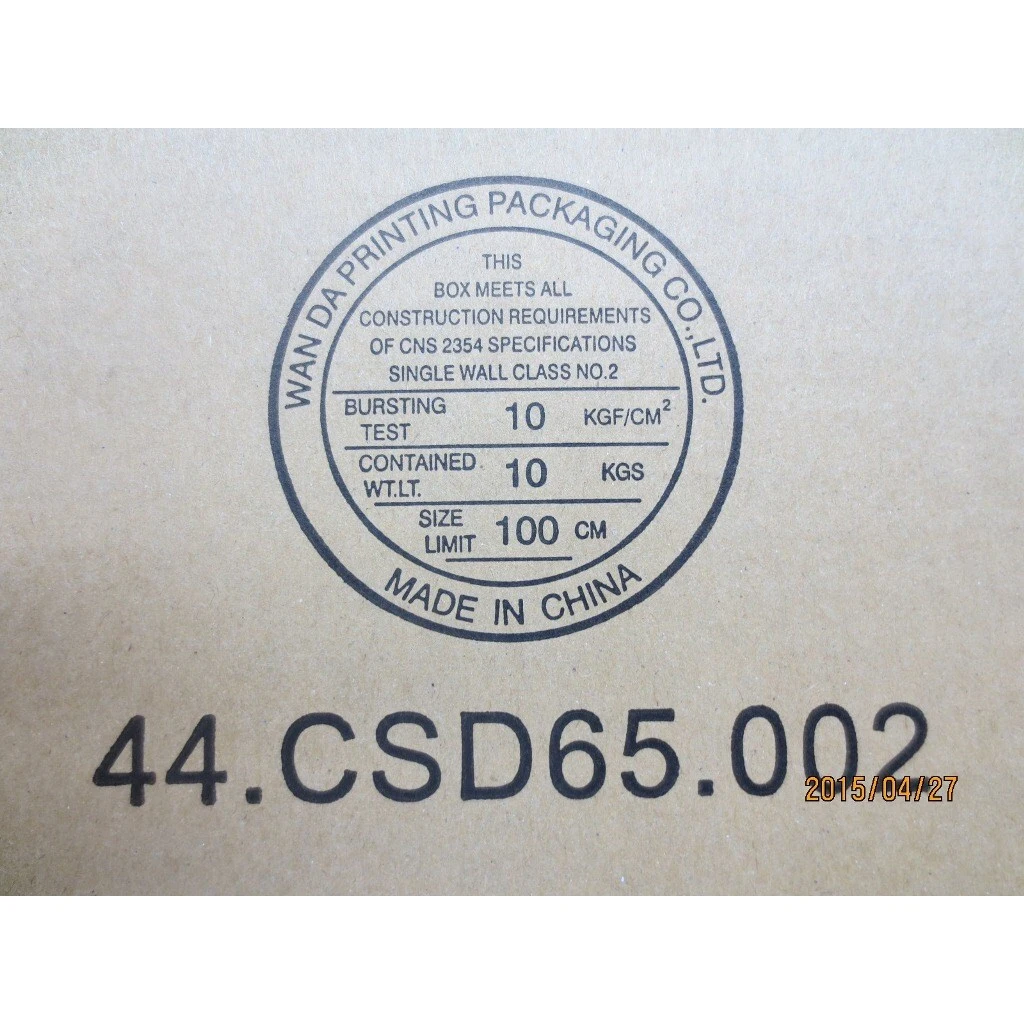 WAN DA PRINTING PACKAGING CO.,LTD.
THIS
BOX MEETS ALL
CONSTRUCTION REQUIREMENTS
OF CNS 2354 SPECIFICATIONS
SINGLE WALL CLASS NO.2
BURSTING TEST 10 KGF/CM²
CONTAINED WT.LT. 10 KGS
SIZE LIMIT 100 CM
MADE IN CHINA
44.CSD65.002
2015/04/27